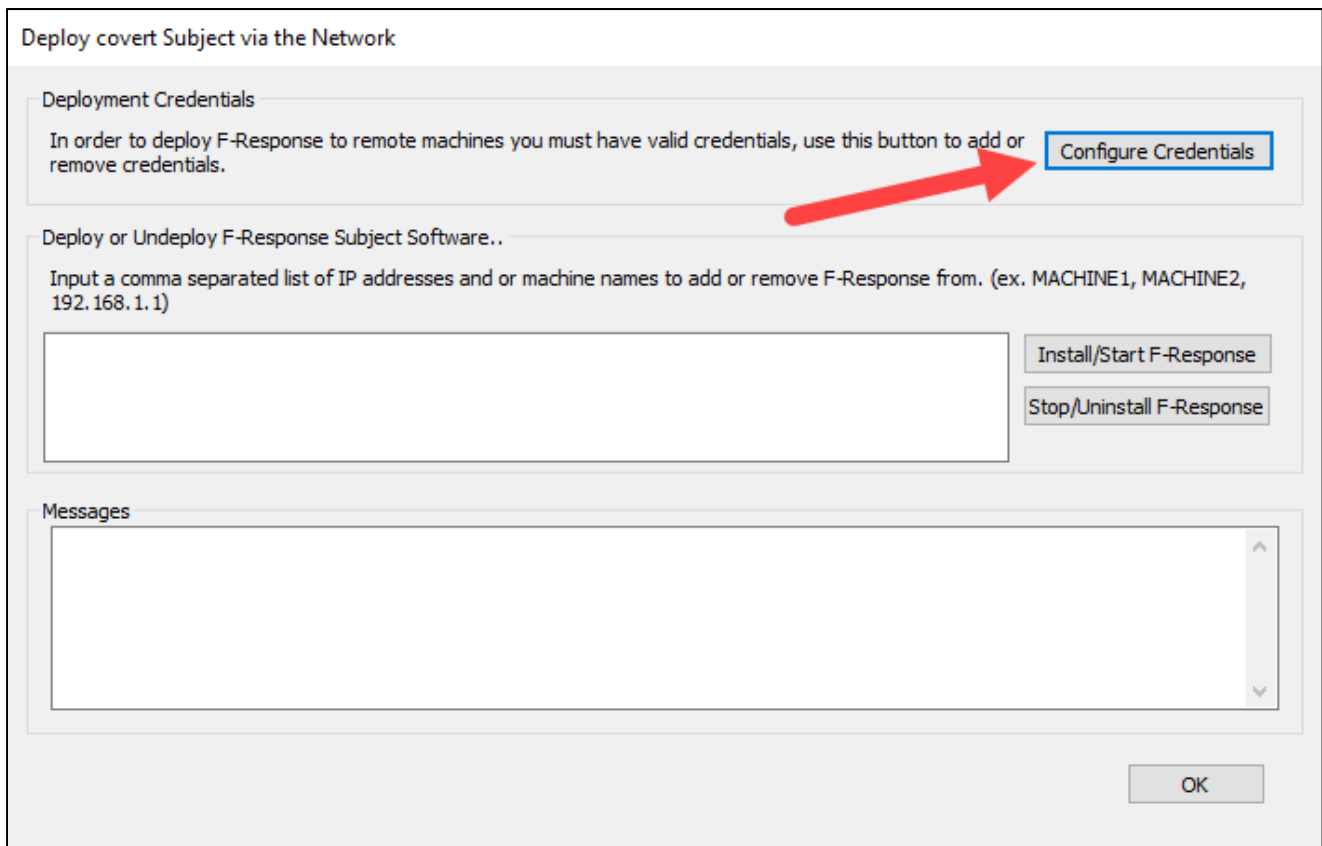 Deploy covert Subject via the Network
Deployment Credentials
In order to deploy F-Response to remote machines you must have valid credentials, use this button to add or
remove credentials.
Configure Credentials
Deploy or Undeploy F-Response Subject Software..
Input a comma separated list of IP addresses and or machine names to add or remove F-Response from. (ex. MACHINE1, MACHINE2,
192.168.1.1)
Install/Start F-Response
Stop/Uninstall F-Response
Messages
OK